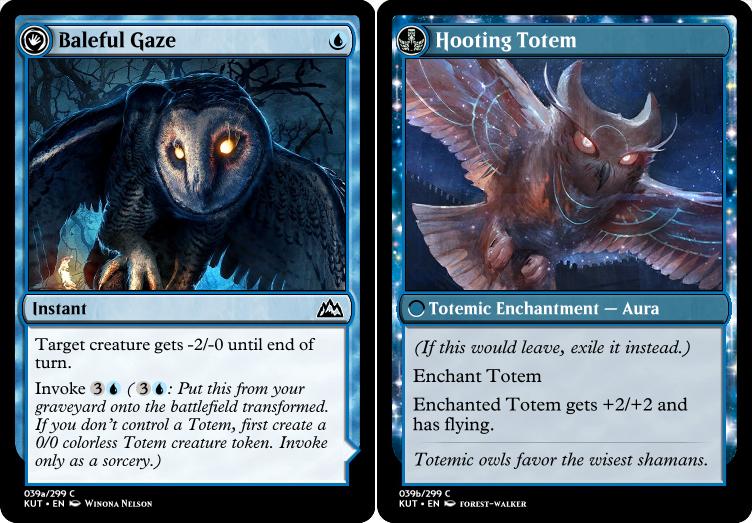 Baleful Gaze
Instant
Target creature gets -2/-0 until end of
turn.
Invoke 3 (3: Put this from your
graveyard onto the battlefield transformed.
If you don't control a Totem, first create a
0/0 colorless Totem creature token. Invoke
only as a sorcery.)
039a/299 C
KUT • EN Winona Nelson
Hooting Totem
Totemic Enchantment — Aura
(If this would leave, exile it instead.)
Enchant Totem
Enchanted Totem gets +2/+2 and
has flying.
Totemic owls favor the wisest shamans.
039b/299 C
KUT • EN forest-walker